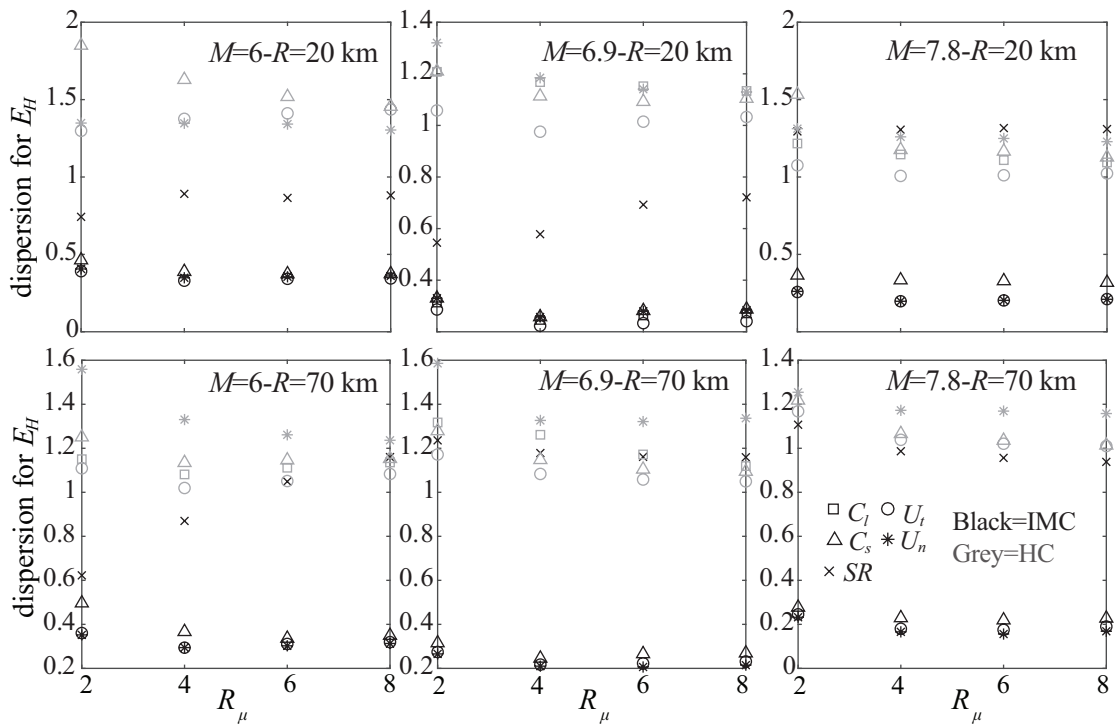 M=6-R=20 km
M=6.9-R=20 km
M=7.8-R=20 km
dispersion for E_H
2
1.5
1
0.5
0
1.4
1.2
1
0.8
0.6
0.4
2
1.5
1
0.5
0
M=6-R=70 km
M=6.9-R=70 km
M=7.8-R=70 km
dispersion for E_H
1.6
1.4
1.2
1
0.8
0.6
0.4
0.2
1.6
1.4
1.2
1
0.8
0.6
0.4
0.2
1.4
1.2
1
0.8
0.6
0.4
0.2
0
C_l U_t
C_s U_n
SR
Black=IMC
Grey=HC
2 4 6 8
2 4 6 8
2 4 6 8
R_μ
R_μ
R_μ